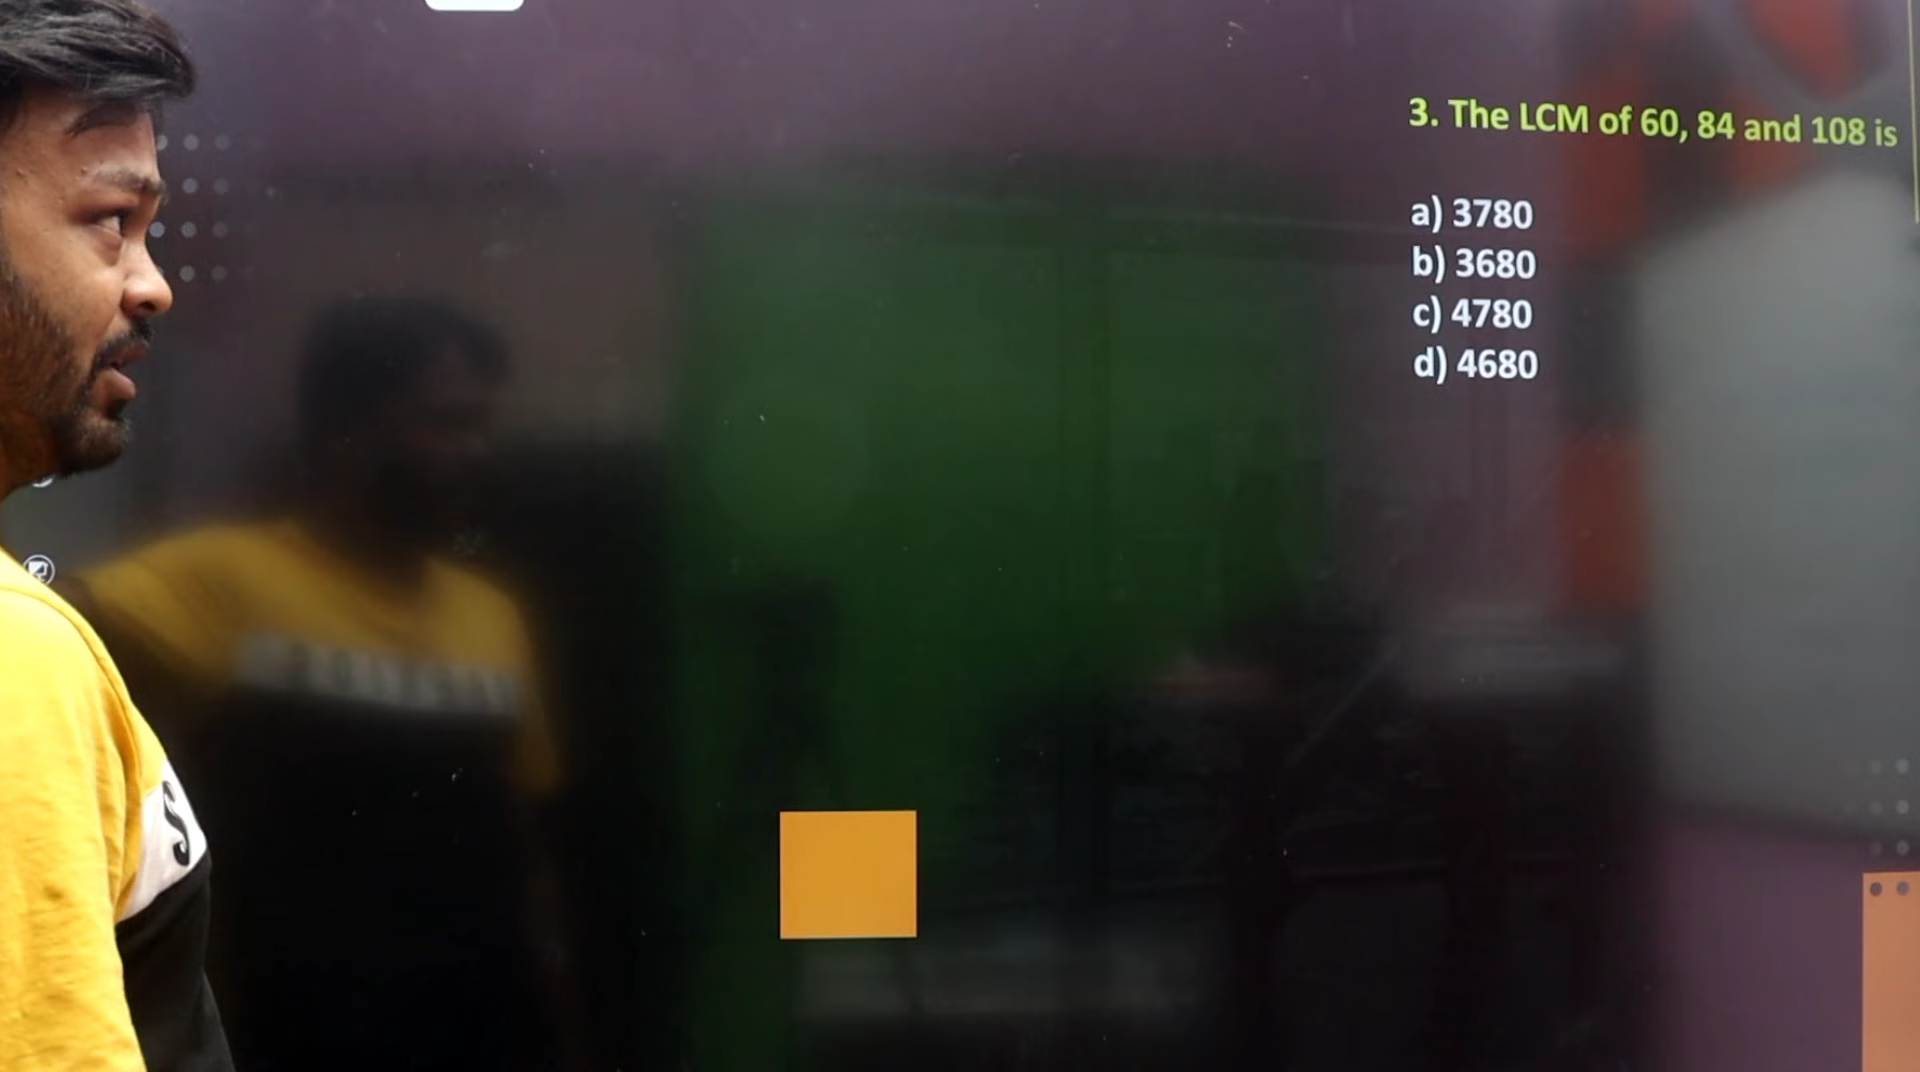 3. The LCM of 60, 84 and 108 is
a) 3780
b) 3680
c) 4780
d) 4680
S